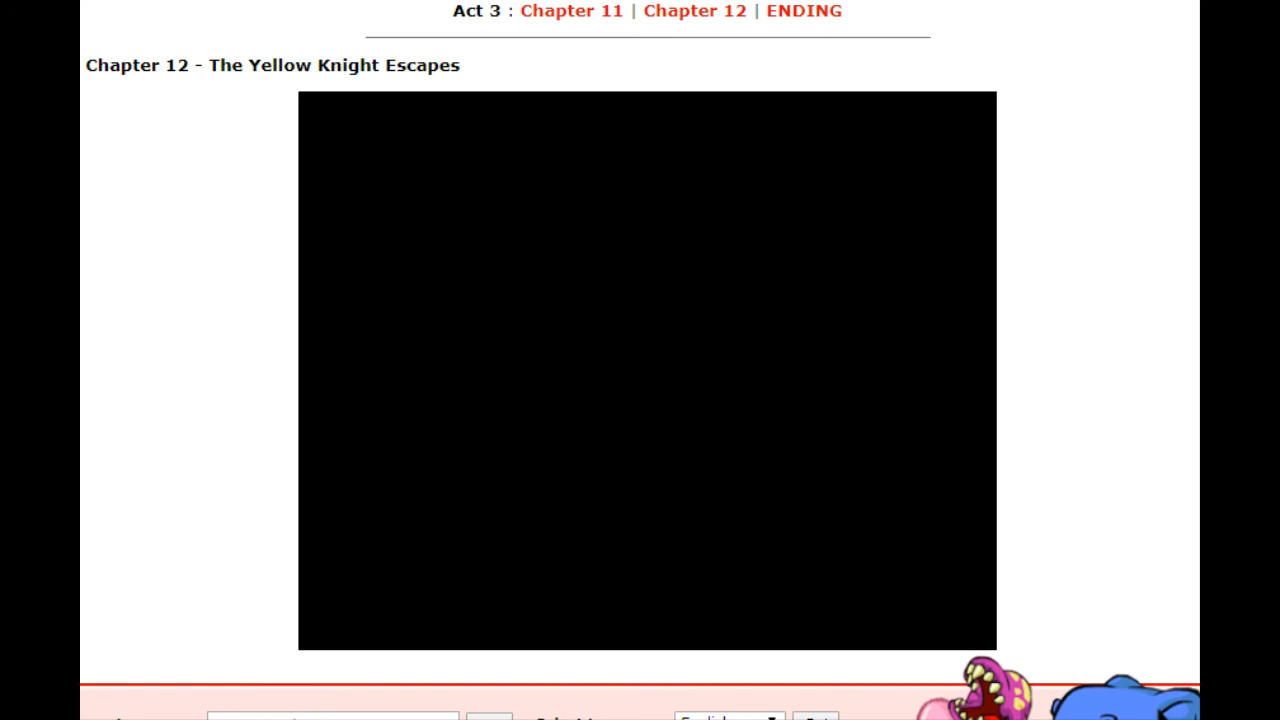 Act 3 : Chapter 11 | Chapter 12 | ENDING
Chapter 12 - The Yellow Knight Escapes